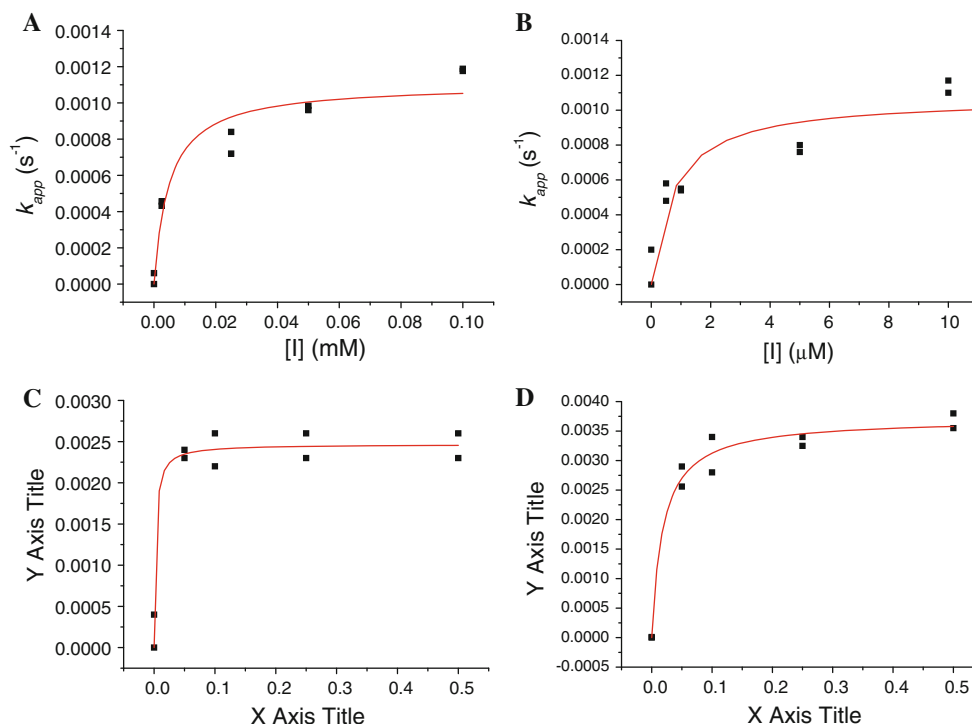 A
0.0014
0.0012
0.0010
0.0008
0.0006
0.0004
0.0002
0.0000
k_app (s⁻¹)
0.00 0.02 0.04 0.06 0.08 0.10
[I] (mM)
B
0.0014
0.0012
0.0010
0.0008
0.0006
0.0004
0.0002
0.0000
k_app (s⁻¹)
0 2 4 6 8 10
[I] (μM)
C
0.0030
0.0025
0.0020
0.0015
0.0010
0.0005
0.0000
Y Axis Title
0.0 0.1 0.2 0.3 0.4 0.5
X Axis Title
D
0.0040
0.0035
0.0030
0.0025
0.0020
0.0015
0.0010
0.0005
0.0000
-0.0005
Y Axis Title
0.0 0.1 0.2 0.3 0.4 0.5
X Axis Title